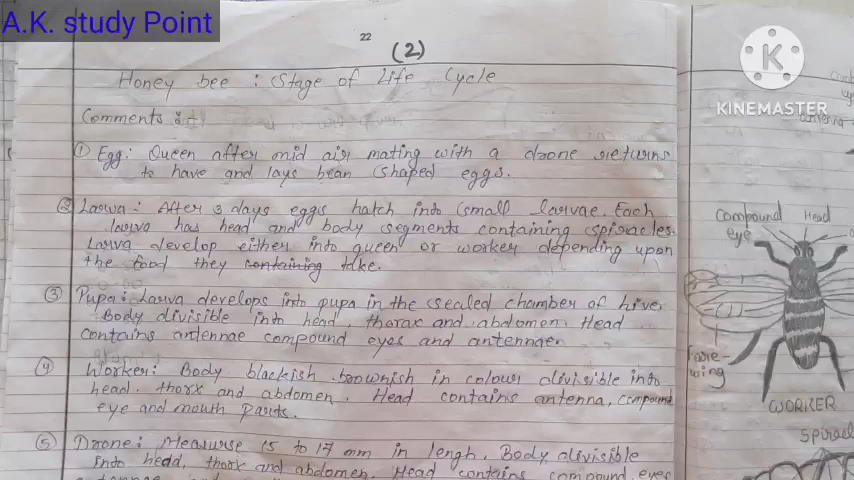 A.K. study Point
22
(2)
Honey bee : Stage of Life Cycle
Comments :
① Egg: Queen after mid air mating with a drone returns
to have and lays bean shaped eggs.
② Larva: After 3 days eggs hatch into small larvae. Each
larva has head and body segments containing spiracles.
Larva develop either into queen or worker depending upon
the food they containing take.
③ Pupa: Larva develops into pupa in the sealed chamber of hive.
Body divisible into head, thorax and abdomen. Head
contains antennae compound eyes and antennae.
④ Worker: Body blackish brownish in colour divisible into
head. thorx and abdomen. Head contains antenna, compound
eye and mouth parts.
⑤ Drone: Measurse 15 to 17 mm in lengh. Body divisible
into head, thorx and abdomen. Head contains compound eyes
K
KINEMASTER
antenna
compound
eye
Head
Fore-
wing
WORKER
Spiracl